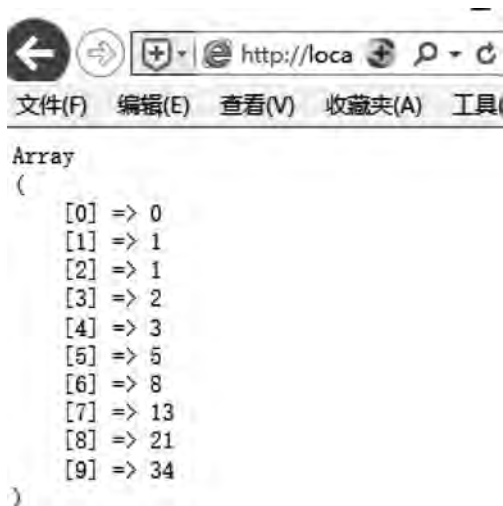 http://loca
文件(F) 编辑(E) 查看(V) 收藏夹(A) 工具(
Array
(
[0] => 0
[1] => 1
[2] => 1
[3] => 2
[4] => 3
[5] => 5
[6] => 8
[7] => 13
[8] => 21
[9] => 34
)